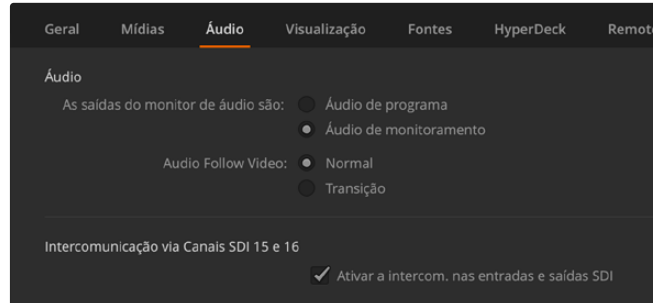 Geral Mídias Áudio Visualização Fontes HyperDeck
Áudio
As saídas do monitor de áudio são: Áudio de programa
Áudio de monitoramento
Audio Follow Video: Normal
Transição
Intercomunicação via Canais SDI 15 e 16
Ativar a intercom. nas entradas e saídas SDI